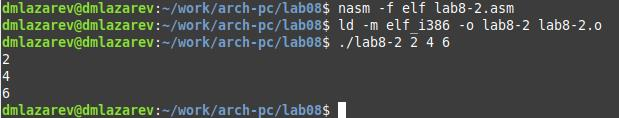 dmlazarev@dmlazarev:~/work/arch-pc/lab08$ nasm -f elf lab8-2.asm
dmlazarev@dmlazarev:~/work/arch-pc/lab08$ ld -m elf_i386 -o lab8-2 lab8-2.o
dmlazarev@dmlazarev:~/work/arch-pc/lab08$ ./lab8-2 2 4 6
2
4
6
dmlazarev@dmlazarev:~/work/arch-pc/lab08$